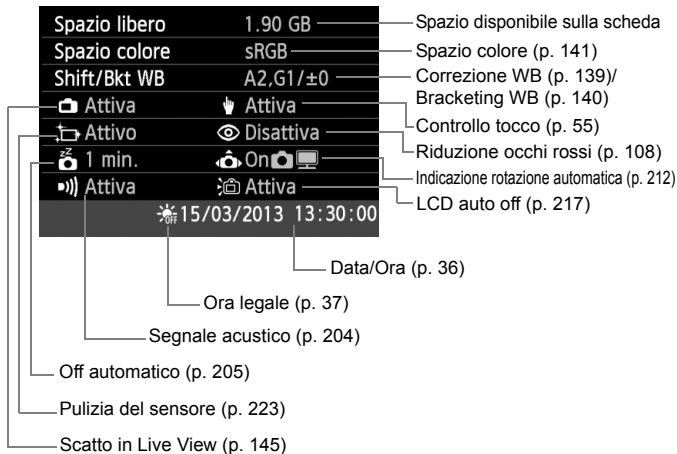 Spazio libero 1.90 GB
Spazio colore sRGB
Shift/Bkt WB A2,G1/±0
Attiva Attiva
Attivo Disattiva
zZ 1 min. On
Attiva Attiva
OFF 15/03/2013 13:30:00
Spazio disponibile sulla scheda
Spazio colore (p. 141)
Correzione WB (p. 139)/
Bracketing WB (p. 140)
Controllo tocco (p. 55)
Riduzione occhi rossi (p. 108)
Indicazione rotazione automatica (p. 212)
LCD auto off (p. 217)
Data/Ora (p. 36)
Ora legale (p. 37)
Segnale acustico (p. 204)
Off automatico (p. 205)
Pulizia del sensore (p. 223)
Scatto in Live View (p. 145)